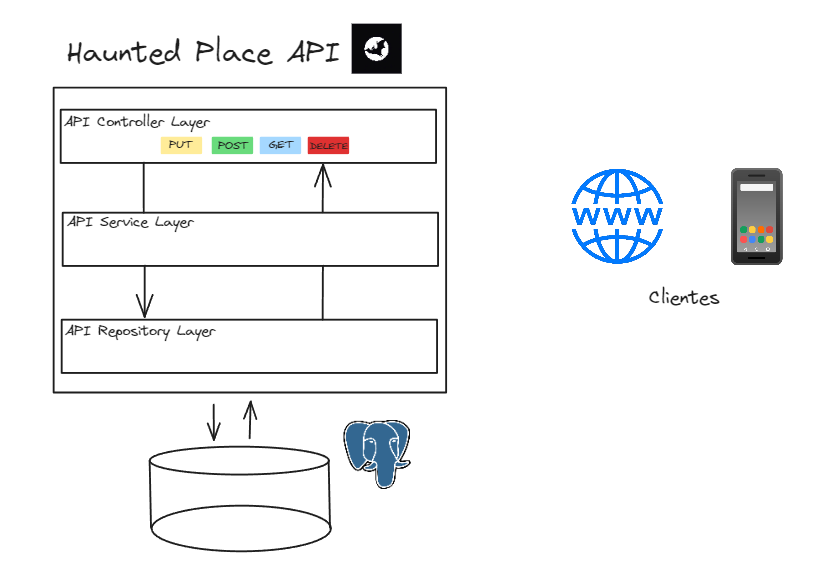 Haunted Place API
API Controller Layer
PUT POST GET DELETE
API Service Layer
API Repository Layer
WWW
Clientes